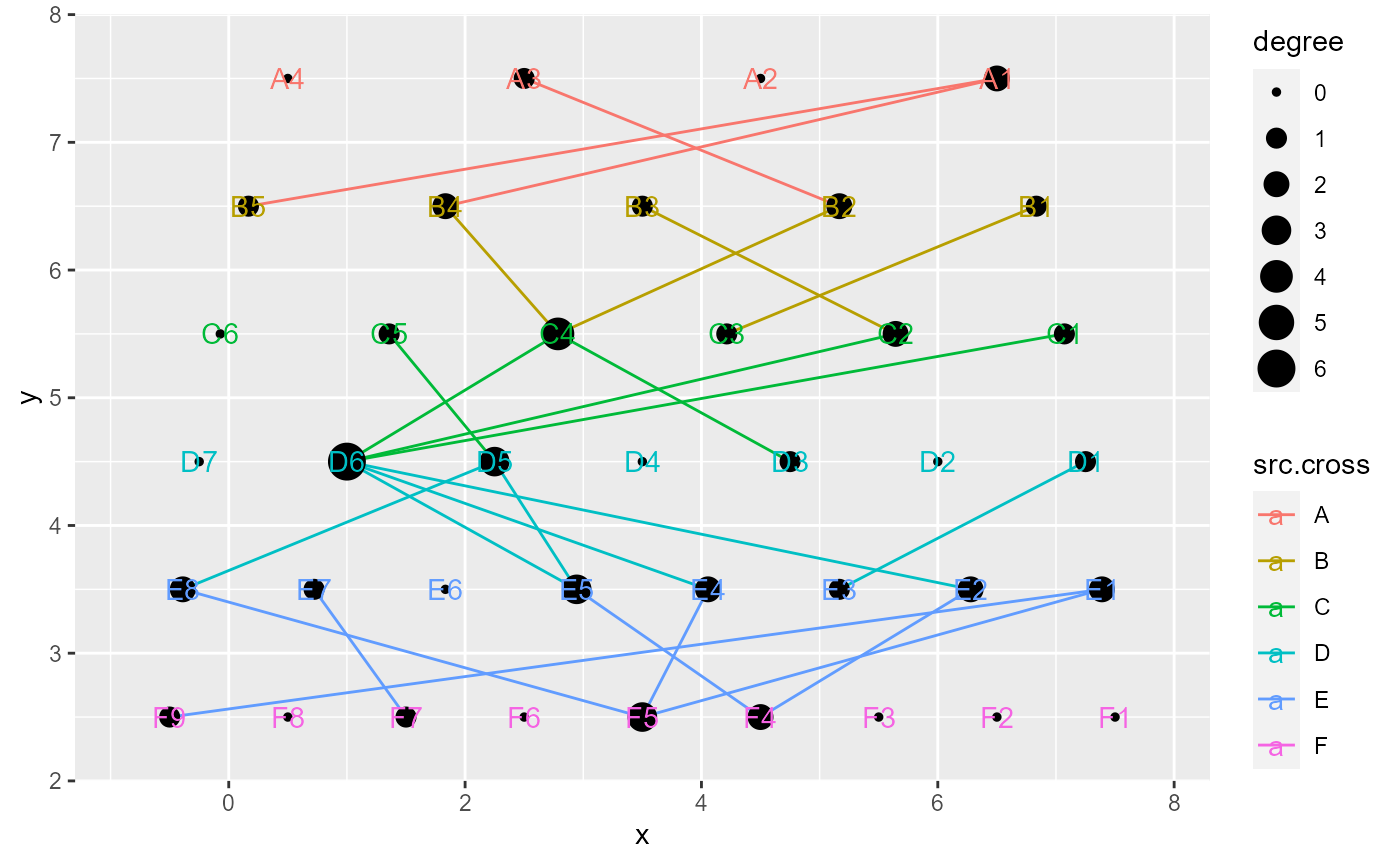 8
7
6
5
4
3
2
y
A4 A3 A2 A1
B5 B4 B3 B2 B1
C6 C5 C4 C3 C2 C1
D7 D6 D5 D4 D3 D2 D1
E8 E7 E6 E5 E4 E3 E2 E1
F9 F8 F7 F6 F5 F4 F3 F2 F1
0 2 4 6 8
x
degree
0
1
2
3
4
5
6
src.cross
a A
a B
a C
a D
a E
a F